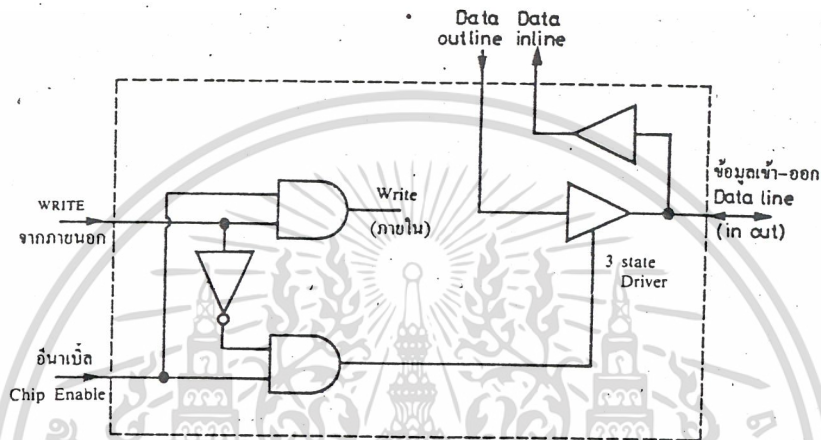 Data outline
Data inline
WRITE
จากภายนอก
Write
(ภายใน)
ข้อมูลเข้า-ออก
Data line
(in out)
3 state
Driver
อีนาเบิ้ล
Chip Enable